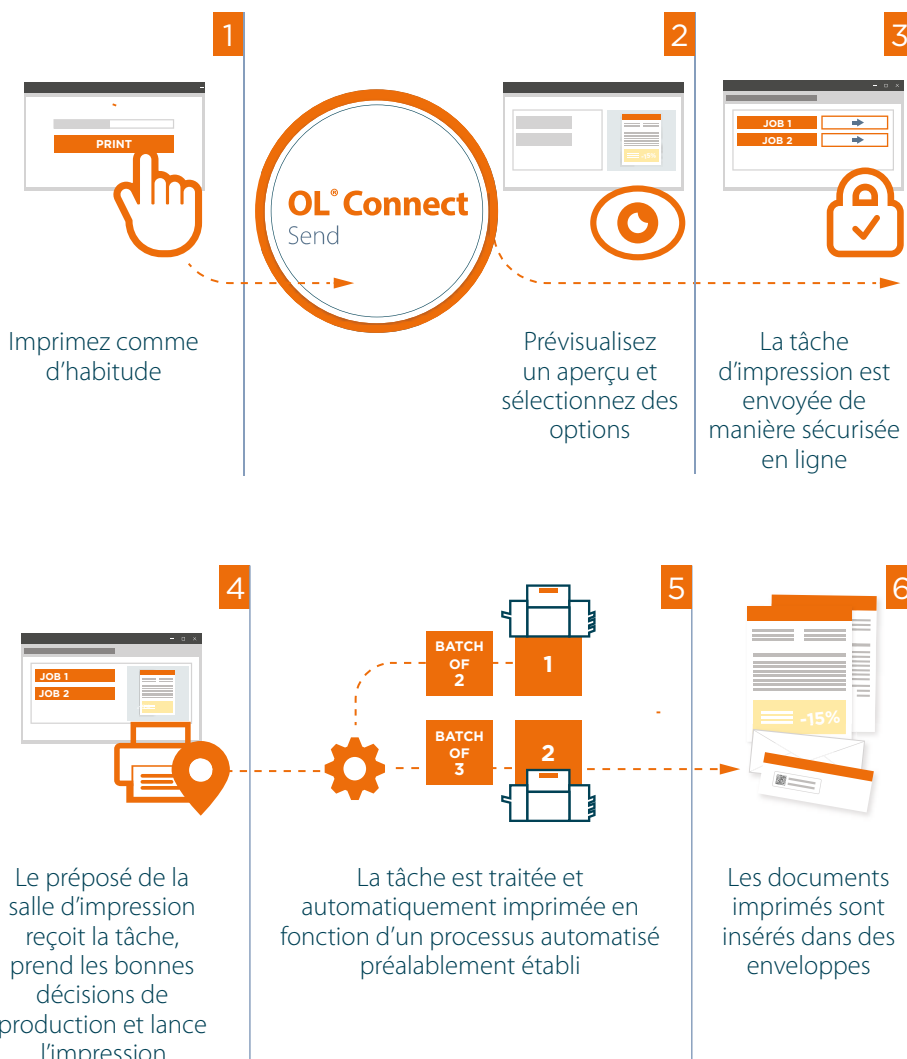 1
PRINT
Imprimez comme
d'habitude
OL® Connect
Send
2
-15%
Prévisualisez
un aperçu et
sélectionnez des
options
3
JOB 1
JOB 2
La tâche
d'impression est
envoyée de
manière sécurisée
en ligne
4
JOB 1
JOB 2
Le préposé de la
salle d'impression
reçoit la tâche,
prend les bonnes
décisions de
production et lance
l'impression
5
BATCH
OF
2
1
BATCH
OF
3
2
La tâche est traitée et
automatiquement imprimée en
fonction d'un processus automatisé
préalablement établi
6
-15%
Les documents
imprimés sont
insérés dans des
enveloppes